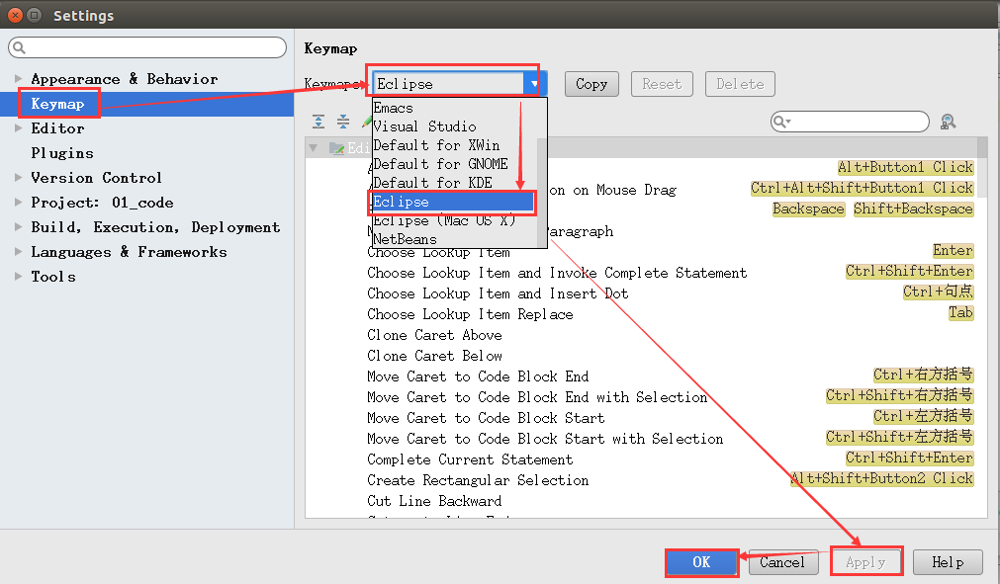 Settings
Appearance & Behavior
Keymap
Editor
Plugins
Version Control
Project: 01_code
Build, Execution, Deployment
Languages & Frameworks
Tools
Keymap
Keymaps Eclipse Copy Reset Delete
Emacs
Visual Studio
Default for XWin
Default for GNOME
Default for KDE
Eclipse
Eclipse (Mac OS X)
NetBeans
Alt+Button1 Click
on on Mouse Drag Ctrl+Alt+Shift+Button1 Click
Backspace Shift+Backspace
aragraph
Choose Lookup Item Enter
Choose Lookup Item and Invoke Complete Statement Ctrl+Shift+Enter
Choose Lookup Item and Insert Dot Ctrl+句点
Choose Lookup Item Replace Tab
Clone Caret Above
Clone Caret Below
Move Caret to Code Block End Ctrl+右方括号
Move Caret to Code Block End with Selection Ctrl+Shift+右方括号
Move Caret to Code Block Start Ctrl+左方括号
Move Caret to Code Block Start with Selection Ctrl+Shift+左方括号
Complete Current Statement Ctrl+Shift+Enter
Create Rectangular Selection Alt+Shift+Button2 Click
Cut Line Backward
OK Cancel Apply Help